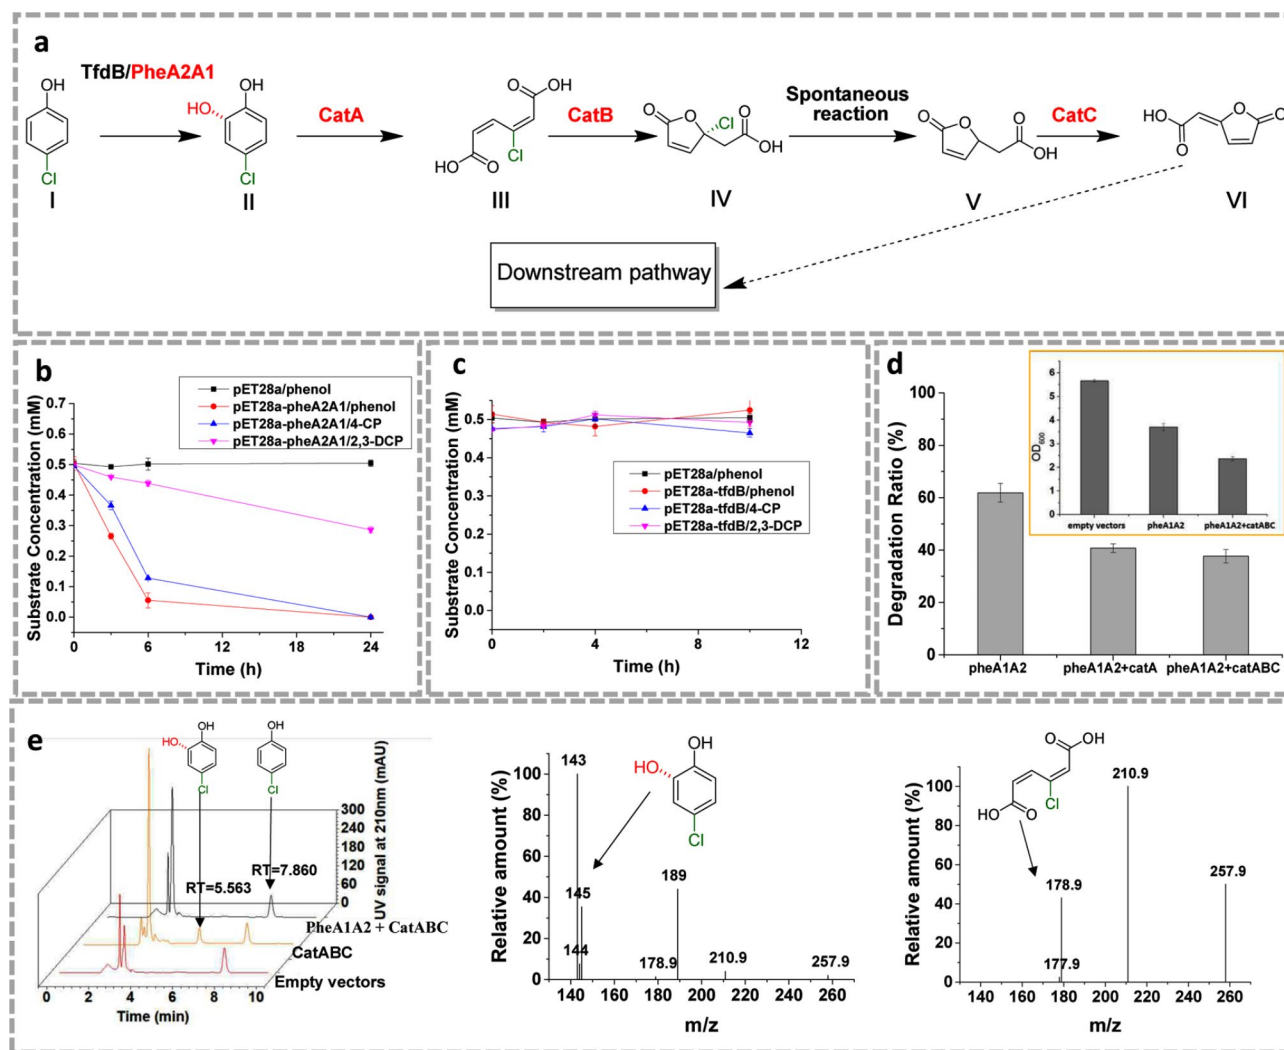 a
TfdB/PheA2A1
CatA
CatB
Spontaneous
reaction
CatC
OH
HO
OH
Cl
Cl
O
OH
Cl
HO
O
O
O
Cl
O
OH
O
O
O
OH
HO
O
O
O
I
II
III
IV
V
VI
Downstream pathway
b
Substrate Concentration (mM)
0.7
0.6
0.5
0.4
0.3
0.2
0.1
0.0
pET28a/phenol
pET28a-pheA2A1/phenol
pET28a-pheA2A1/4-CP
pET28a-pheA2A1/2,3-DCP
0 6 12 18 24
Time (h)
c
Substrate Concentration (mM)
0.5
0.4
0.3
0.2
0.1
0.0
pET28a/phenol
pET28a-tfdB/phenol
pET28a-tfdB/4-CP
pET28a-tfdB/2,3-DCP
0 4 8 12
Time (h)
d
Degradation Ratio (%)
100
80
60
40
20
0
pheA1A2 pheA1A2+catA pheA1A2+catABC
OD600
6
5
4
3
2
1
0
empty vectors pheA1A2 pheA1A2+catABC
e
OH
HO
Cl
OH
Cl
UV signal at 210nm (mAU)
300
240
180
120
60
0
RT=5.563
RT=7.860
PheA1A2 + CatABC
CatABC
Empty vectors
0 2 4 6 8 10
Time (min)
Relative amount (%)
100
80
60
40
20
0
143
145
144
178.9
189
210.9
257.9
OH
HO
Cl
140 160 180 200 220 240 260
m/z
Relative amount (%)
100
80
60
40
20
0
O
OH
Cl
HO
O
177.9
178.9
210.9
257.9
140 160 180 200 220 240 260
m/z